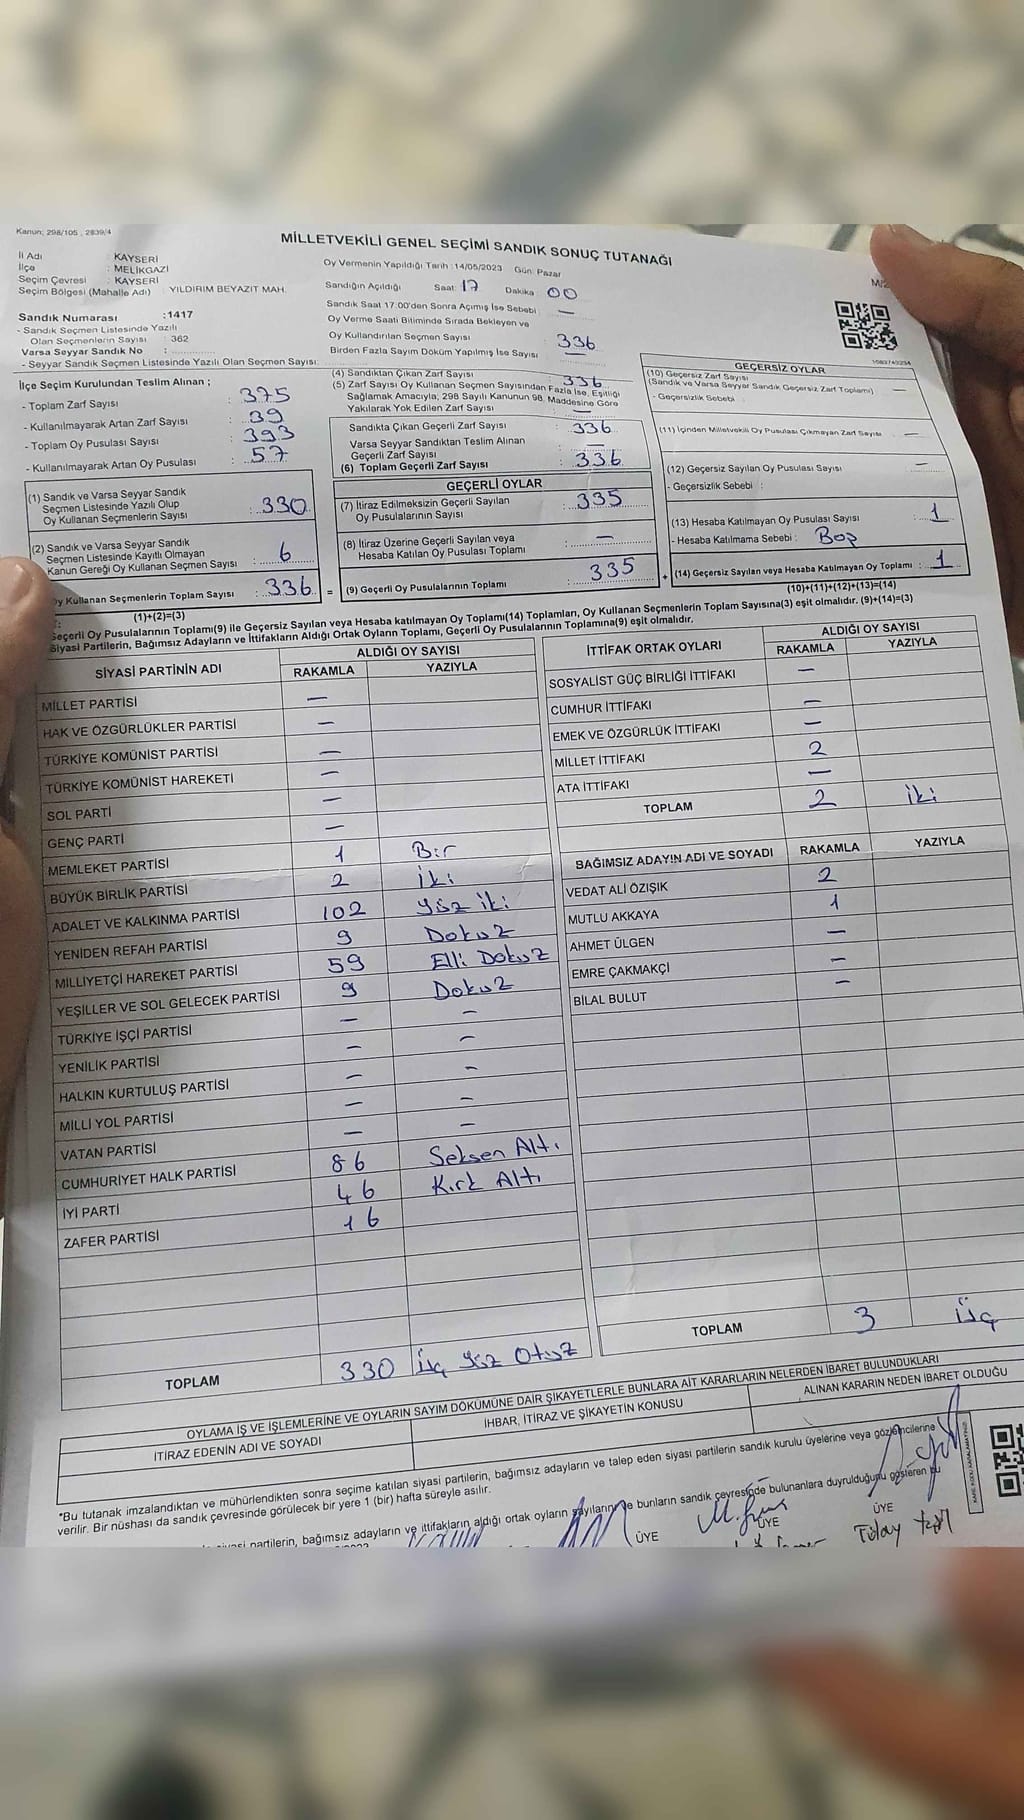 Kanun; 298/105 , 2839/4
MİLLETVEKİLİ GENEL SEÇİMİ SANDIK SONUÇ TUTANAĞI
İl Adı : KAYSERİ
İlçe : MELİKGAZİ
Seçim Çevresi : KAYSERİ
Seçim Bölgesi (Mahalle Adı) : YILDIRIM BEYAZIT MAH.
Oy Vermenin Yapıldığı Tarih :14/05/2023 Gün: Pazar
Sandığın Açıldığı Saat: 17 Dakika 00
Sandık Saat 17:00'den Sonra Açımış İse Sebebi : —
Oy Verme Saati Bitiminde Sırada Bekleyen ve
Oy Kullandırılan Seçmen Sayısı 336
Birden Fazla Sayım Döküm Yapılmış İse Sayısı —
Sandık Numarası :1417
- Sandık Seçmen Listesinde Yazılı
Olan Seçmenlerin Sayısı : 362
Varsa Seyyar Sandık No :
- Seyyar Sandık Seçmen Listesinde Yazılı Olan Seçmen Sayısı:
İlçe Seçim Kurulundan Teslim Alınan ;
- Toplam Zarf Sayısı : 375
- Kullanılmayarak Artan Zarf Sayısı : 39
- Toplam Oy Pusulası Sayısı : 393
- Kullanılmayarak Artan Oy Pusulası : 57
(1) Sandık ve Varsa Seyyar Sandık
Seçmen Listesinde Yazılı Olup
Oy Kullanan Seçmenlerin Sayısı : 330
(2) Sandık ve Varsa Seyyar Sandık
Seçmen Listesinde Kayıtlı Olmayan
Kanun Gereği Oy Kullanan Seçmen Sayısı : 6
Oy Kullanan Seçmenlerin Toplam Sayısı : 336 =
(1)+(2)=(3)
(4) Sandıktan Çıkan Zarf Sayısı : 336
(5) Zarf Sayısı Oy Kullanan Seçmen Sayısından Fazla İse, Eşitliği
Sağlamak Amacıyla, 298 Sayılı Kanunun 98. Maddesine Göre
Yakılarak Yok Edilen Zarf Sayısı : —
Sandıkta Çıkan Geçerli Zarf Sayısı : 336
Varsa Seyyar Sandıktan Teslim Alınan
Geçerli Zarf Sayısı : —
(6) Toplam Geçerli Zarf Sayısı : 336
GEÇERLİ OYLAR
(7) İtiraz Edilmeksizin Geçerli Sayılan
Oy Pusulalarının Sayısı : 335
(8) İtiraz Üzerine Geçerli Sayılan veya
Hesaba Katılan Oy Pusulası Toplamı : —
(9) Geçerli Oy Pusulalarının Toplamı : 335 +
GEÇERSİZ OYLAR
(10) Geçersiz Zarf Sayısı
(Sandık ve Varsa Seyyar Sandık Geçersiz Zarf Toplamı) —
- Geçersizlik Sebebi :
(11) İçinden Milletvekili Oy Pusulası Çıkmayan Zarf Sayısı —
(12) Geçersiz Sayılan Oy Pusulası Sayısı : —
- Geçersizlik Sebebi :
(13) Hesaba Katılmayan Oy Pusulası Sayısı : 1
- Hesaba Katılmama Sebebi : Boş
(14) Geçersiz Sayılan veya Hesaba Katılmayan Oy Toplamı : 1
(10)+(11)+(12)+(13)=(14)
Geçerli Oy Pusulalarının Toplamı(9) ile Geçersiz Sayılan veya Hesaba katılmayan Oy Toplamı(14) Toplamları, Oy Kullanan Seçmenlerin Toplam Sayısına(3) eşit olmalıdır. (9)+(14)=(3)
Siyasi Partilerin, Bağımsız Adayların ve İttifakların Aldığı Ortak Oyların Toplamı, Geçerli Oy Pusulalarının Toplamına(9) eşit olmalıdır.
SİYASİ PARTİNİN ADI ALDIĞI OY SAYISI
RAKAMLA YAZIYLA
MİLLET PARTİSİ —
HAK VE ÖZGÜRLÜKLER PARTİSİ —
TÜRKİYE KOMÜNİST PARTİSİ —
TÜRKİYE KOMÜNİST HAREKETİ —
SOL PARTİ —
GENÇ PARTİ —
MEMLEKET PARTİSİ 1 Bir
BÜYÜK BİRLİK PARTİSİ 2 İki
ADALET VE KALKINMA PARTİSİ 102 Yüz iki
YENİDEN REFAH PARTİSİ 9 Dokuz
MİLLİYETÇİ HAREKET PARTİSİ 59 Elli Dokuz
YEŞİLLER VE SOL GELECEK PARTİSİ 9 Dokuz
TÜRKİYE İŞÇİ PARTİSİ — —
YENİLİK PARTİSİ — —
HALKIN KURTULUŞ PARTİSİ — —
MİLLİ YOL PARTİSİ — —
VATAN PARTİSİ — —
CUMHURİYET HALK PARTİSİ 86 Seksen Altı
İYİ PARTİ 46 Kırk Altı
ZAFER PARTİSİ 16
TOPLAM 330 Üç Yüz Otuz
İTTİFAK ORTAK OYLARI ALDIĞI OY SAYISI
RAKAMLA YAZIYLA
SOSYALİST GÜÇ BİRLİĞİ İTTİFAKI —
CUMHUR İTTİFAKI —
EMEK VE ÖZGÜRLÜK İTTİFAKI —
MİLLET İTTİFAKI 2
ATA İTTİFAKI —
TOPLAM 2 İki
BAĞIMSIZ ADAYIN ADI VE SOYADI RAKAMLA YAZIYLA
VEDAT ALİ ÖZIŞIK 2
MUTLU AKKAYA 1
AHMET ÜLGEN —
EMRE ÇAKMAKÇI —
BİLAL BULUT —
TOPLAM 3 Üç
OYLAMA İŞ VE İŞLEMLERİNE VE OYLARIN SAYIM DÖKÜMÜNE DAİR ŞİKAYETLERLE BUNLARA AİT KARARLARIN NELERDEN İBARET BULUNDUKLARI
İTİRAZ EDENİN ADI VE SOYADI İHBAR, İTİRAZ VE ŞİKAYETİN KONUSU ALINAN KARARIN NEDEN İBARET OLDUĞU
*Bu tutanak imzalandıktan ve mühürlendikten sonra seçime katılan siyasi partilerin, bağımsız adayların ve talep eden siyasi partilerin sandık kurulu üyelerine veya gözlemcilerine
verilir. Bir nüshası da sandık çevresinde görülecek bir yere 1 (bir) hafta süreyle asılır.
partilerin, bağımsız adayların ve ittifakların aldığı ortak oyların sayılarını ve bunların sandık çevresinde bulunanlara duyurulduğunu gösteren bu
ÜYE ÜYE ÜYE
Tülay